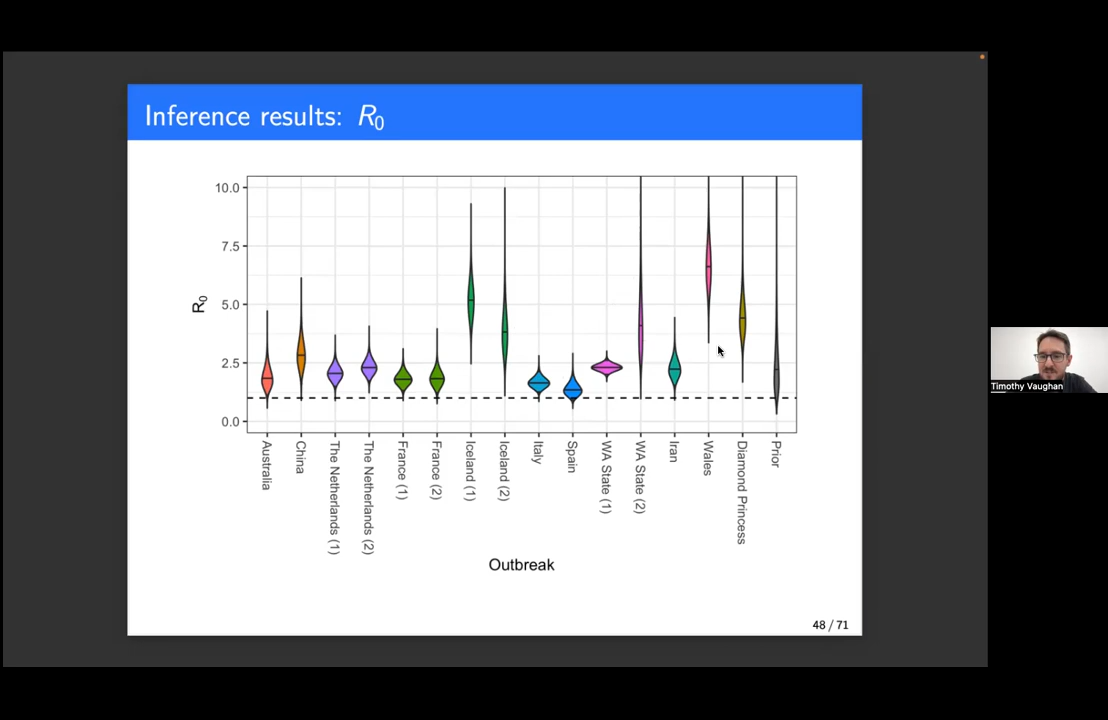 Inference results: R0
10.0
7.5
5.0
2.5
0.0
R0
Australia
China
The Netherlands (1)
The Netherlands (2)
France (1)
France (2)
Iceland (1)
Iceland (2)
Italy
Spain
WA State (1)
WA State (2)
Iran
Wales
Diamond Princess
Prior
Outbreak
48 / 71
Timothy Vaughan